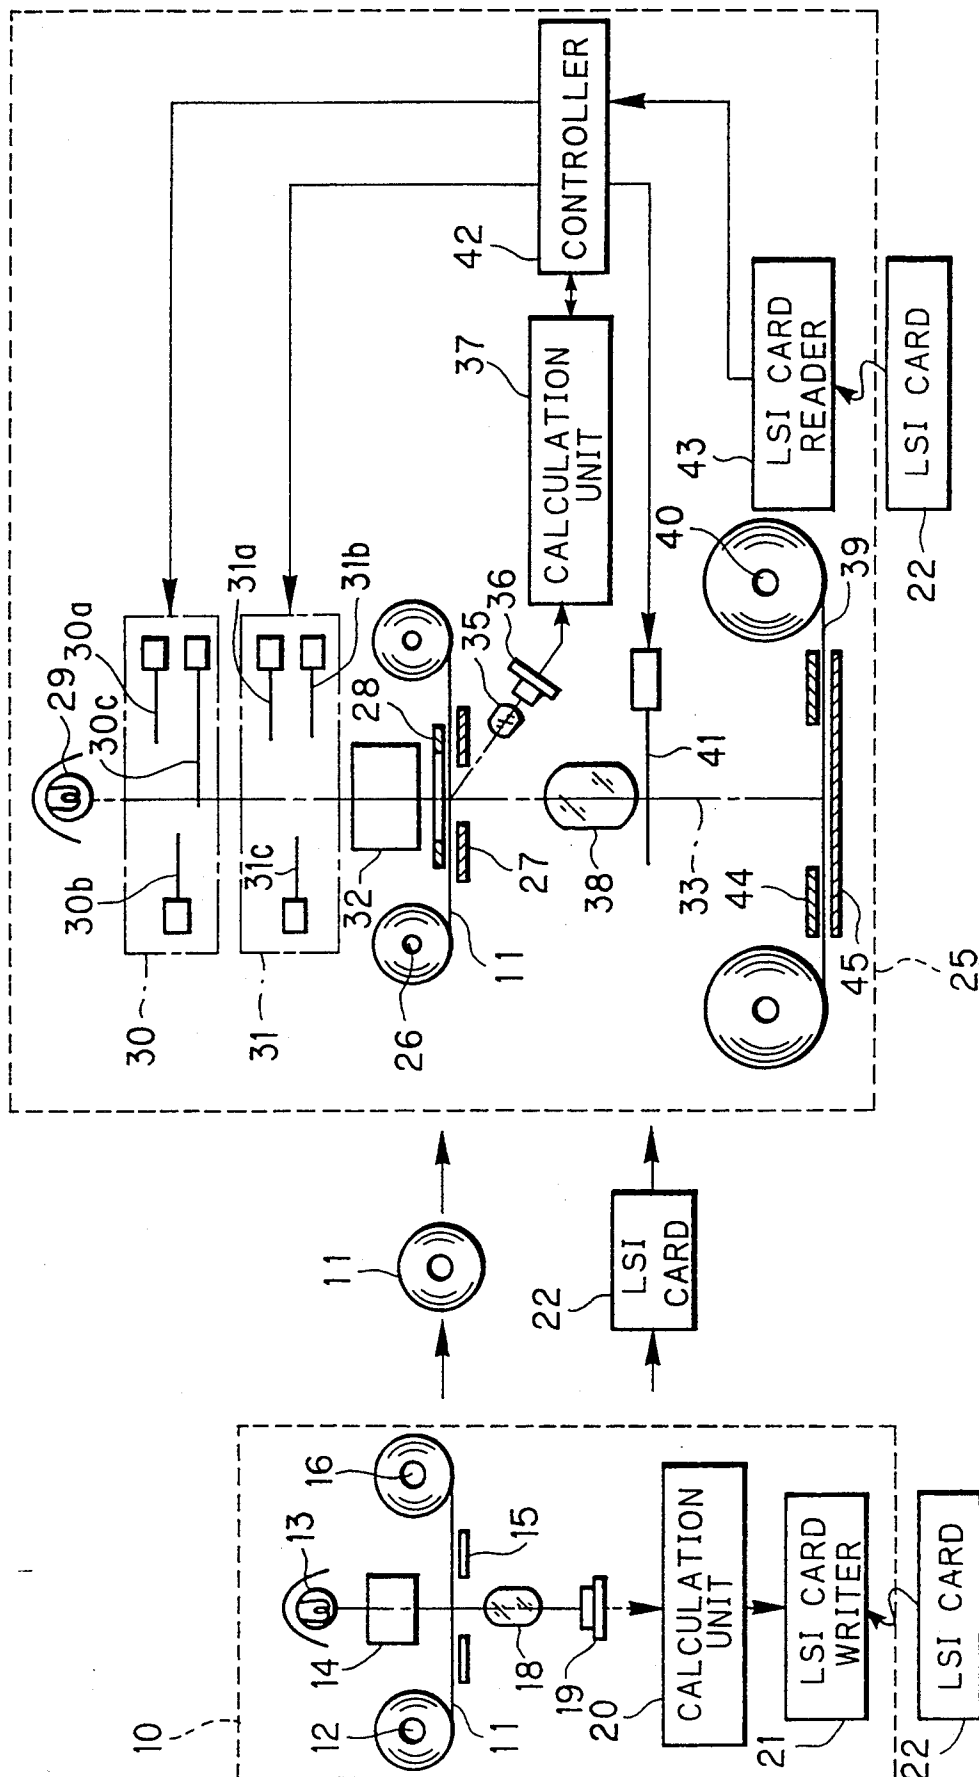 10
12
13
14
16
15
11
18
19
20
CALCULATION
UNIT
21
LSI CARD
WRITER
22
LSI CARD
11
22
LSI
CARD
29
30a
30c
30b
30
31a
31b
31c
31
32
28
26
11
27
35
36
37
CALCULATION
UNIT
42
CONTROLLER
38
41
33
40
39
44
45
25
43
LSI CARD
READER
22
LSI CARD